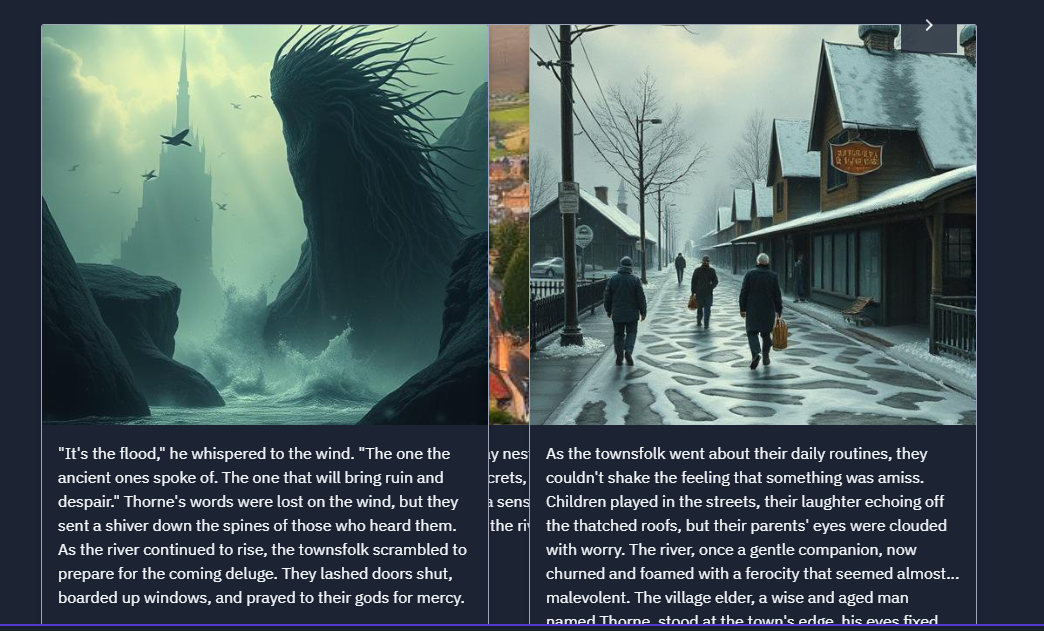 "It's the flood," he whispered to the wind. "The one the
ancient ones spoke of. The one that will bring ruin and
despair." Thorne's words were lost on the wind, but they
sent a shiver down the spines of those who heard them.
As the river continued to rise, the townsfolk scrambled to
prepare for the coming deluge. They lashed doors shut,
boarded up windows, and prayed to their gods for mercy.
y nes
crets,
a sens
the ri
As the townsfolk went about their daily routines, they
couldn't shake the feeling that something was amiss.
Children played in the streets, their laughter echoing off
the thatched roofs, but their parents' eyes were clouded
with worry. The river, once a gentle companion, now
churned and foamed with a ferocity that seemed almost...
malevolent. The village elder, a wise and aged man
named Thorne, stood at the town's edge, his eyes fixed